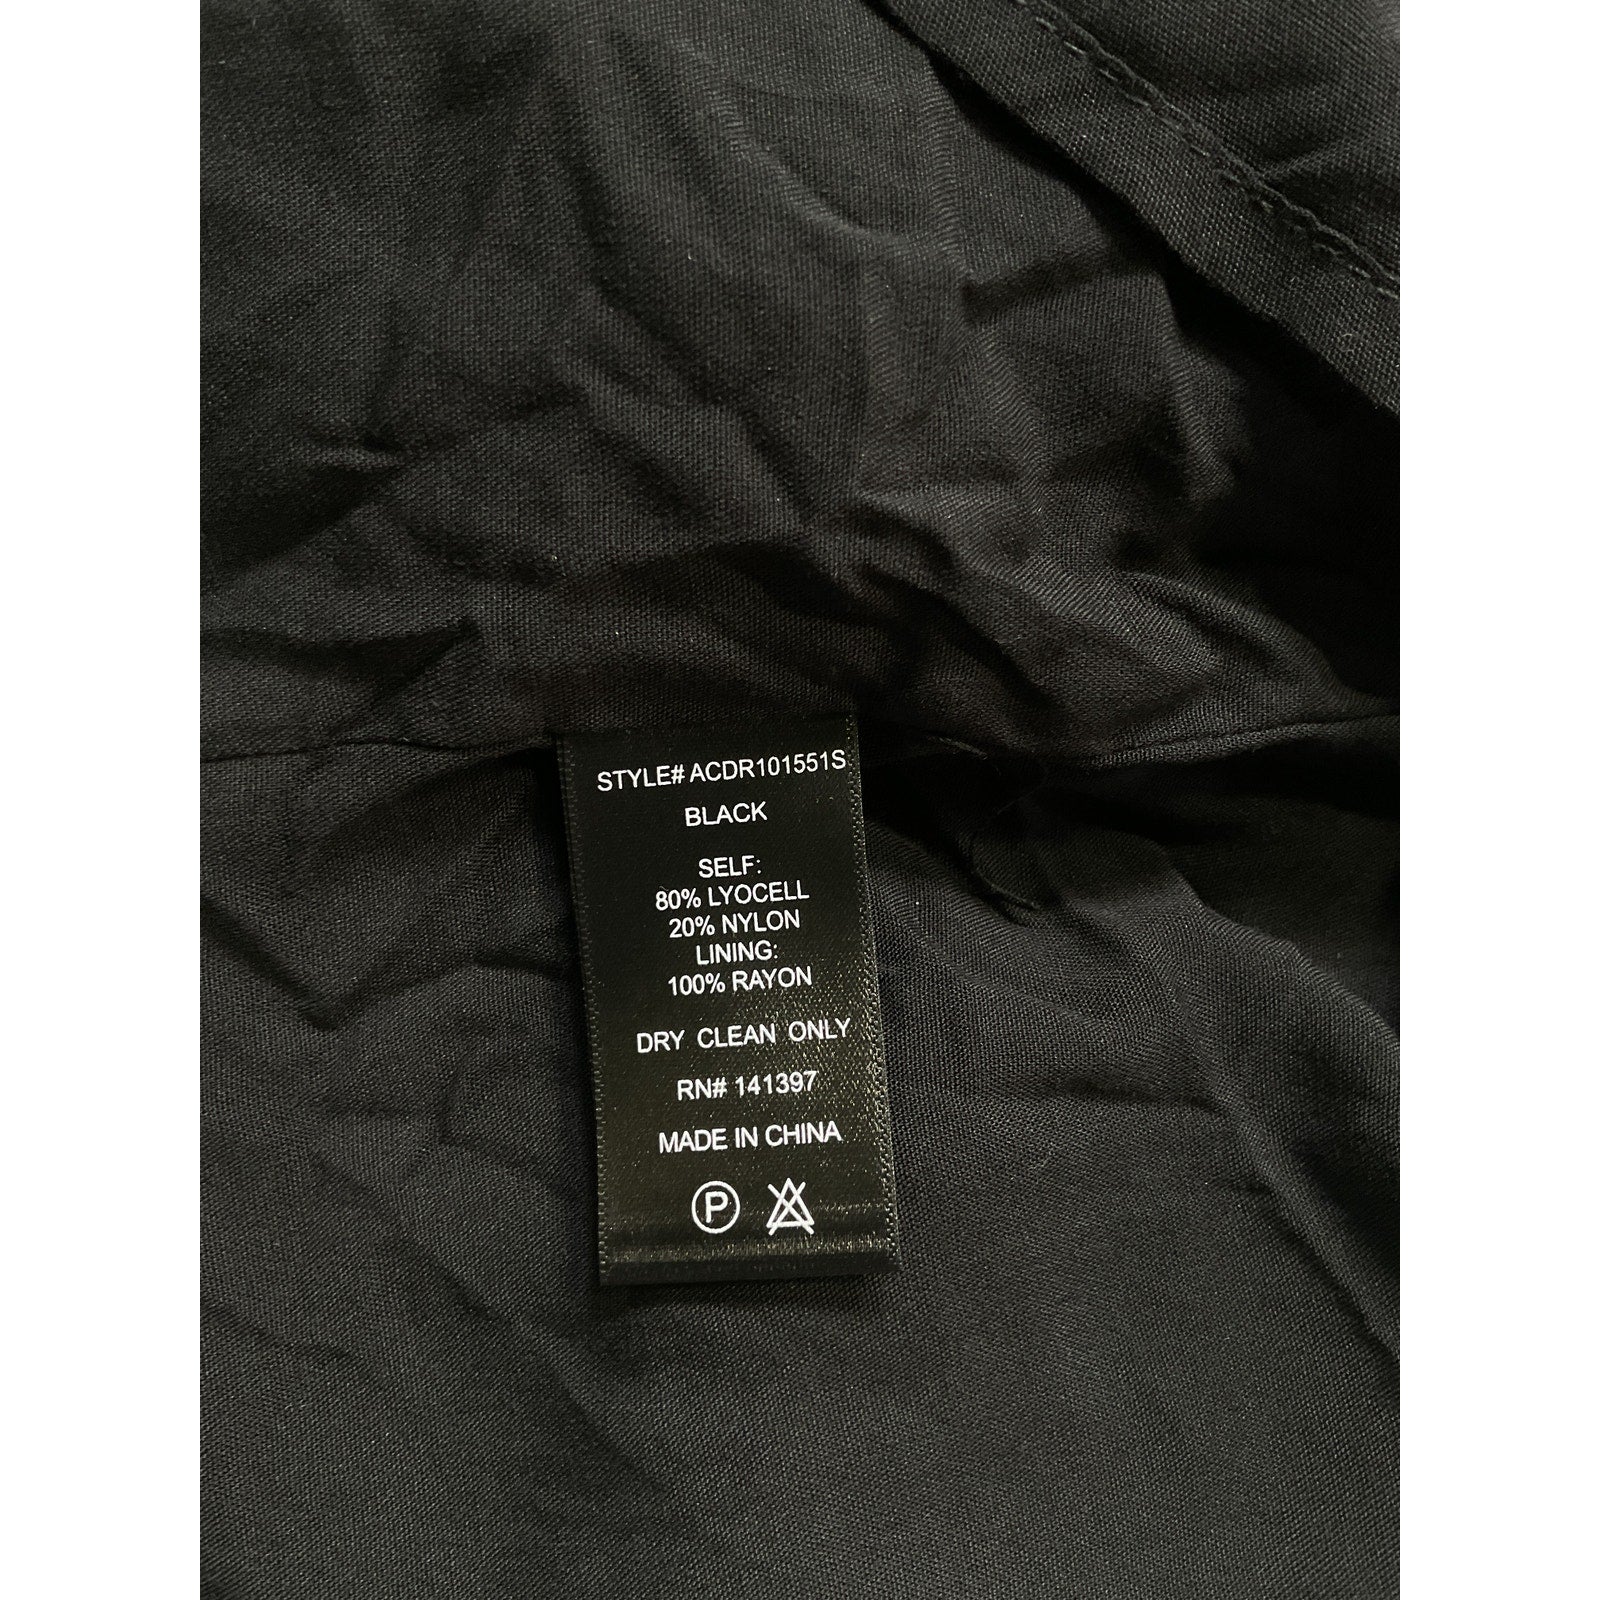 STYLE# ACDR101551S
BLACK
SELF:
80% LYOCELL
20% NYLON
LINING:
100% RAYON
DRY CLEAN ONLY
RN# 141397
MADE IN CHINA
P